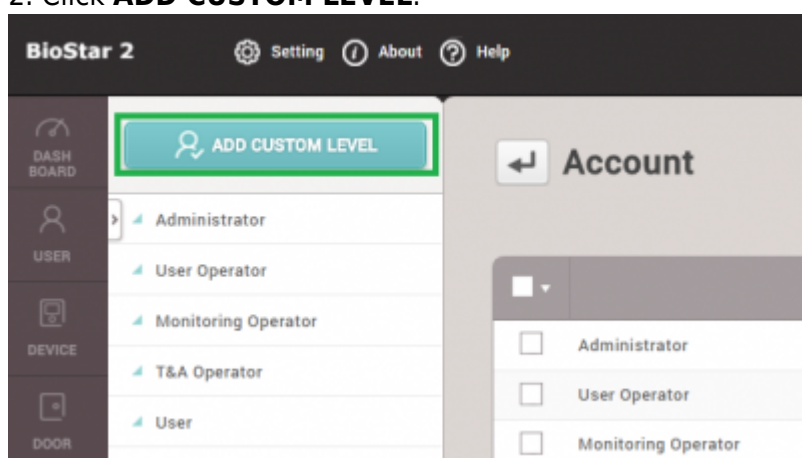 2. Click ADD CUSTOM LEVEL.
BioStar 2
Setting
About
Help
DASH
BOARD
USER
DEVICE
DOOR
ADD CUSTOM LEVEL
Administrator
User Operator
Monitoring Operator
T&A Operator
User
Account
Administrator
User Operator
Monitoring Operator